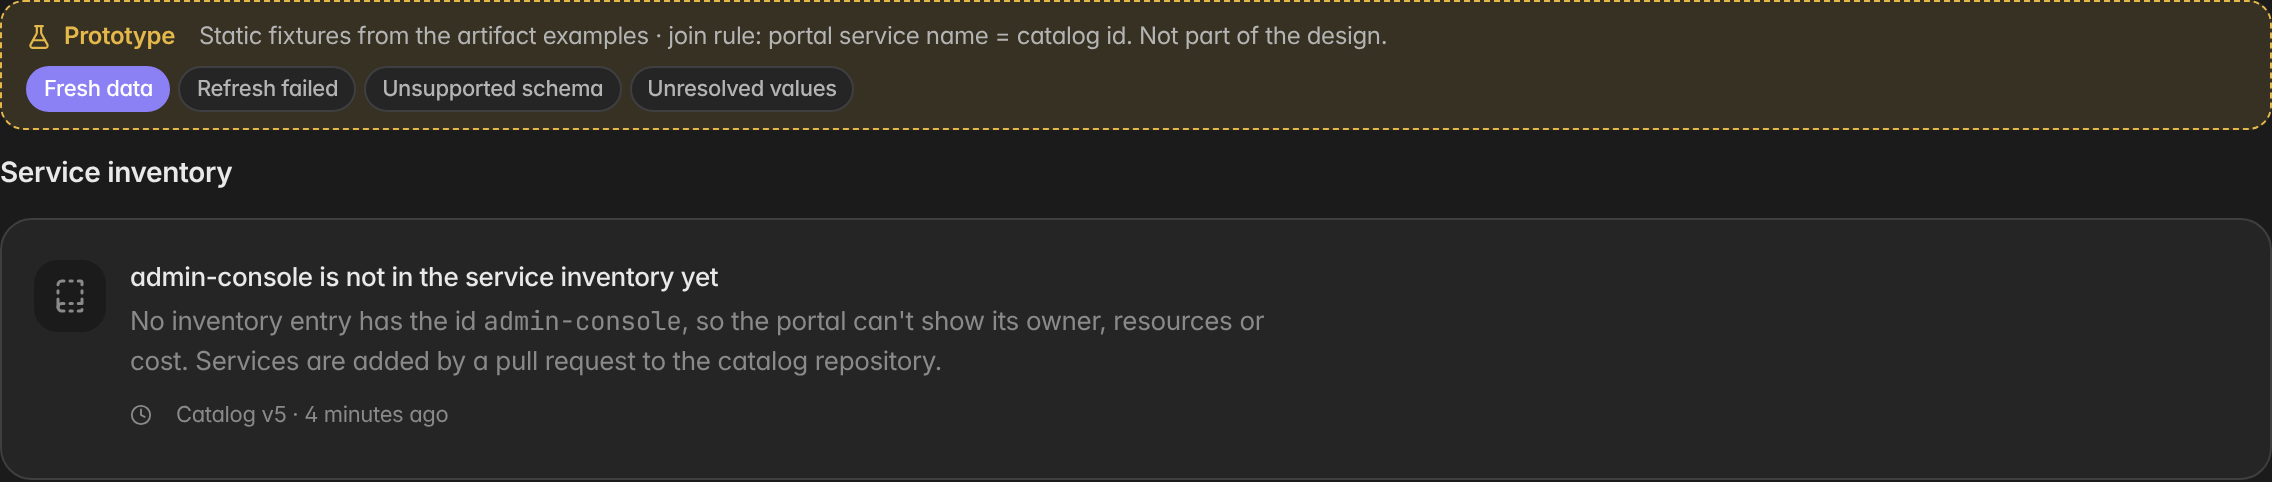 Prototype Static fixtures from the artifact examples · join rule: portal service name = catalog id. Not part of the design.
Fresh data Refresh failed Unsupported schema Unresolved values
Service inventory
admin-console is not in the service inventory yet
No inventory entry has the id admin-console, so the portal can't show its owner, resources or
cost. Services are added by a pull request to the catalog repository.
Catalog v5 · 4 minutes ago